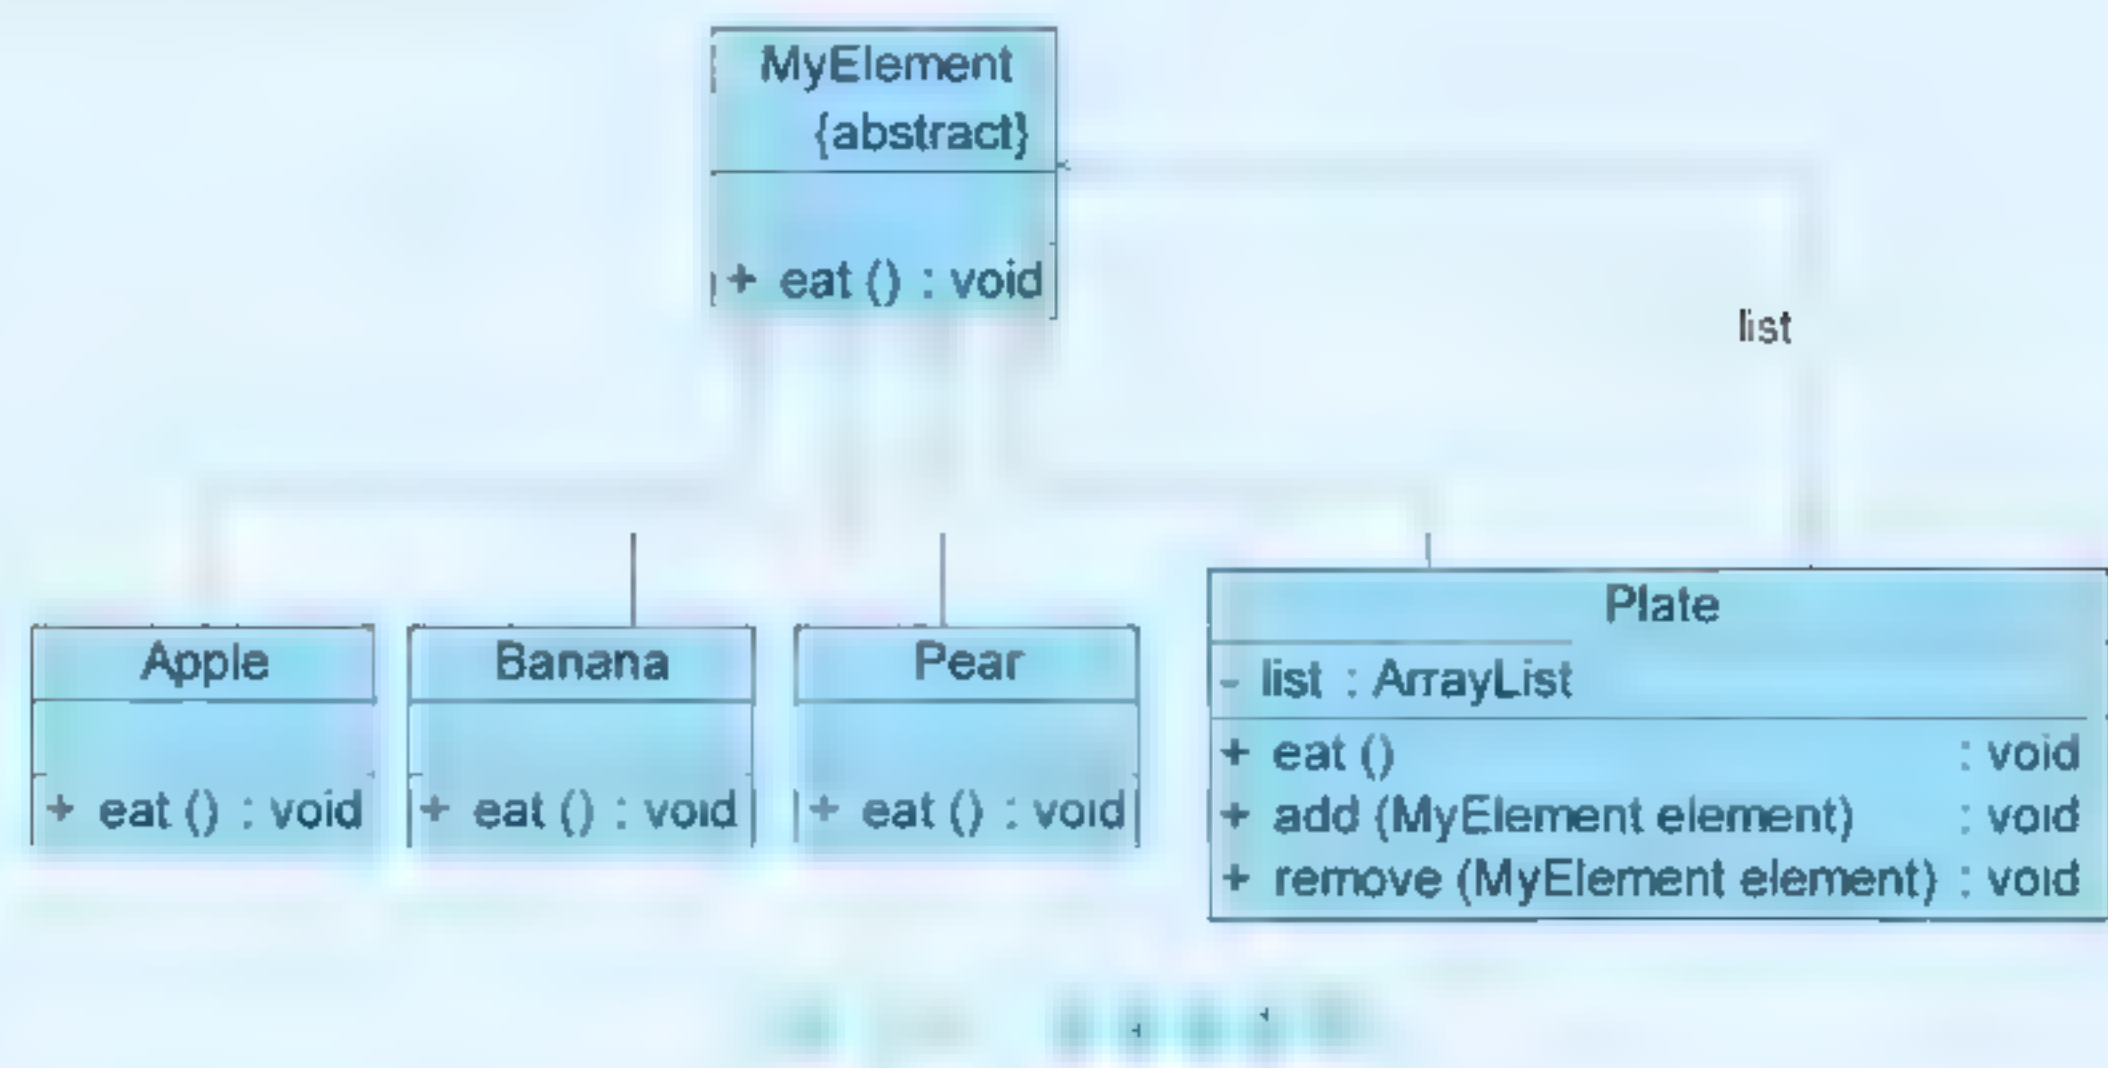 MyElement
{abstract}
+ eat () : void
list
Apple
+ eat () : void
Banana
+ eat () : void
Pear
+ eat () : void
Plate
- list : ArrayList
+ eat () : void
+ add (MyElement element) : void
+ remove (MyElement element) : void